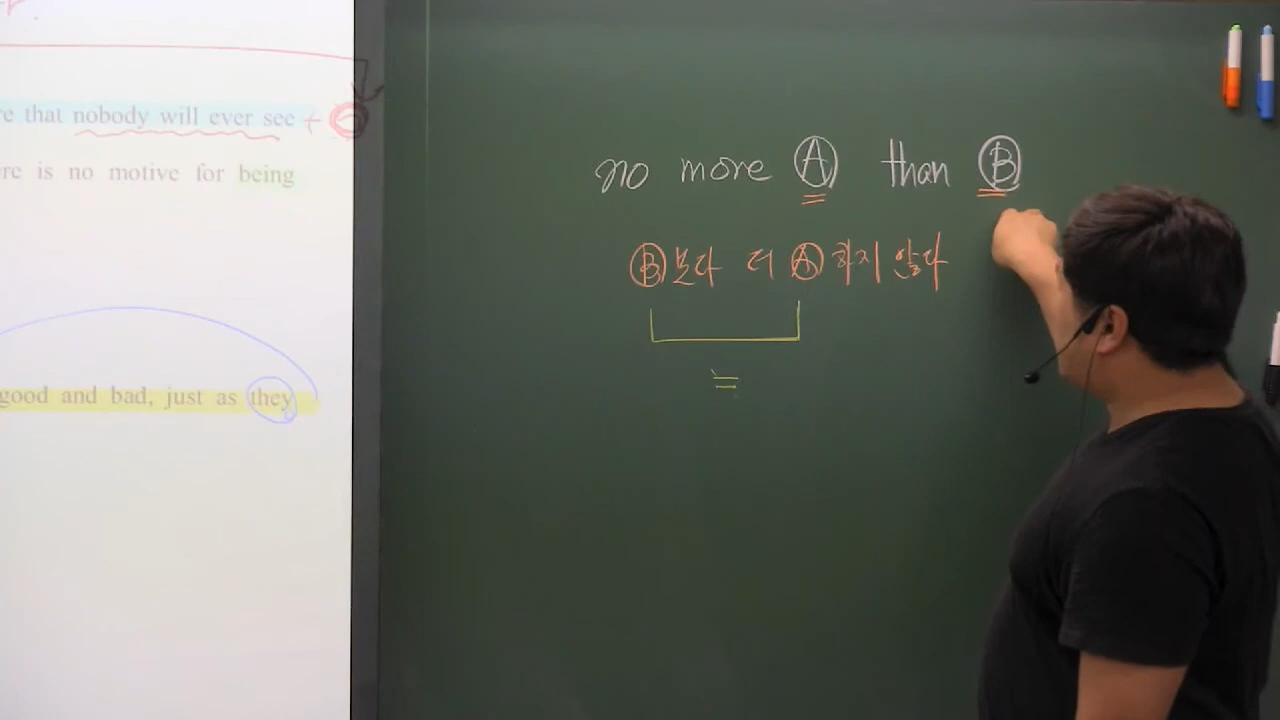 re that nobody will ever see +
re is no motive for being
good and bad, just as they
no more Ⓐ than Ⓑ
Ⓑ보다 더 Ⓐ하지 않다
=